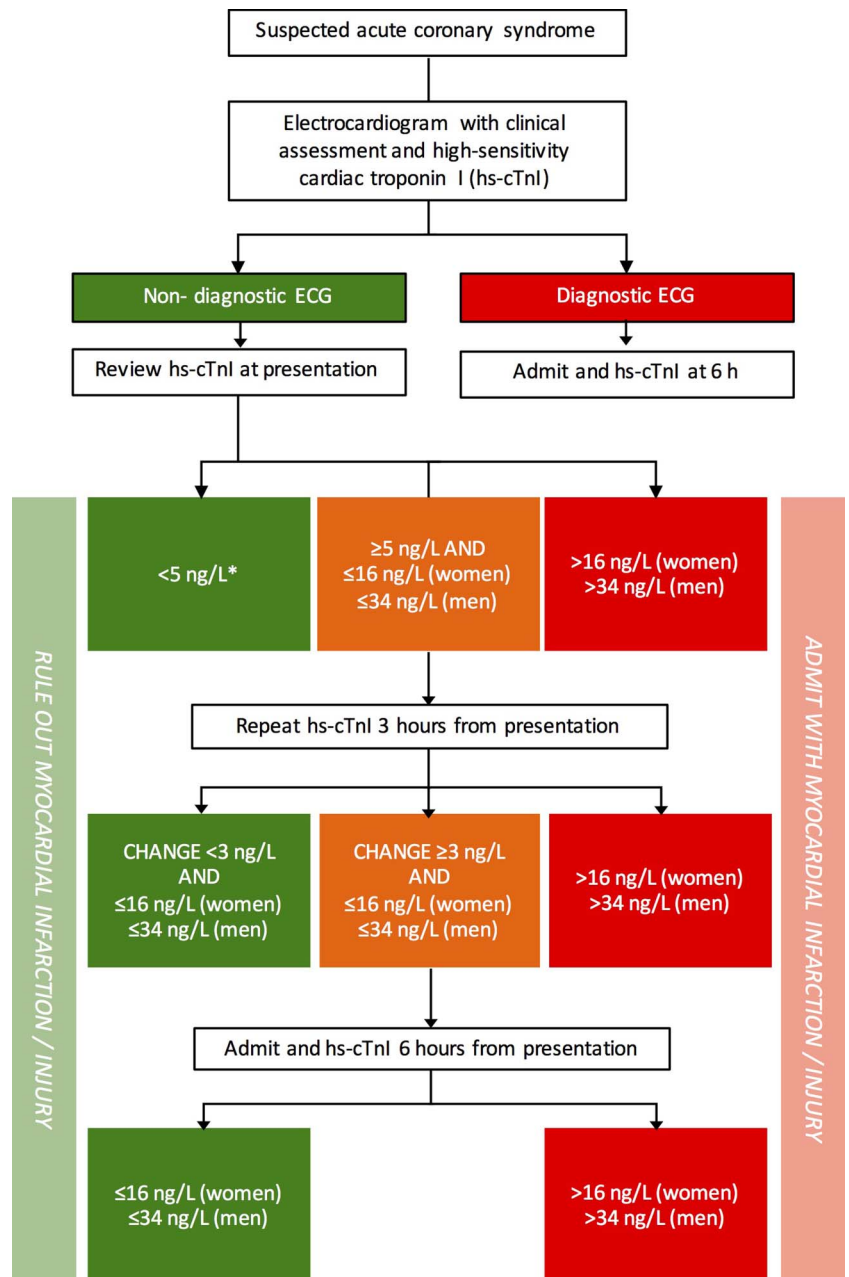 Suspected acute coronary syndrome
Electrocardiogram with clinical
assessment and high-sensitivity
cardiac troponin I (hs-cTnI)
Non- diagnostic ECG
Diagnostic ECG
Review hs-cTnI at presentation
Admit and hs-cTnI at 6 h
<5 ng/L*
≥5 ng/L AND
≤16 ng/L (women)
≤34 ng/L (men)
>16 ng/L (women)
>34 ng/L (men)
Repeat hs-cTnI 3 hours from presentation
CHANGE <3 ng/L
AND
≤16 ng/L (women)
≤34 ng/L (men)
CHANGE ≥3 ng/L
AND
≤16 ng/L (women)
≤34 ng/L (men)
>16 ng/L (women)
>34 ng/L (men)
Admit and hs-cTnI 6 hours from presentation
≤16 ng/L (women)
≤34 ng/L (men)
>16 ng/L (women)
>34 ng/L (men)
RULE OUT MYOCARDIAL INFARCTION / INJURY
ADMIT WITH MYOCARDIAL INFARCTION / INJURY